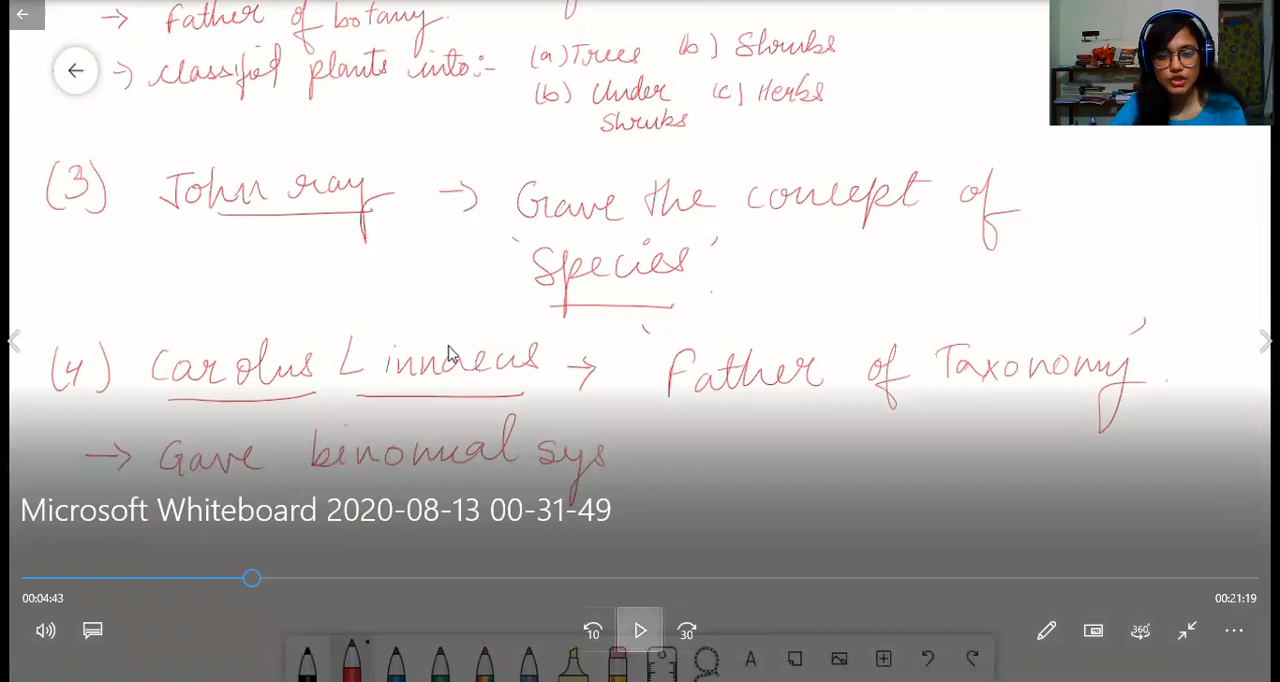 → Father of botany.
→ classified plants into:- (a) Trees (b) Shrubs
(b) Under Shrubs (c) Herbs
(3) John ray → Gave the concept of
'Species'.
(4) Carolus Linnaeus → 'Father of Taxonomy'.
→ Gave binomial sys
Microsoft Whiteboard 2020-08-13 00-31-49
00:04:43 00:21:19
10 30
360°
A